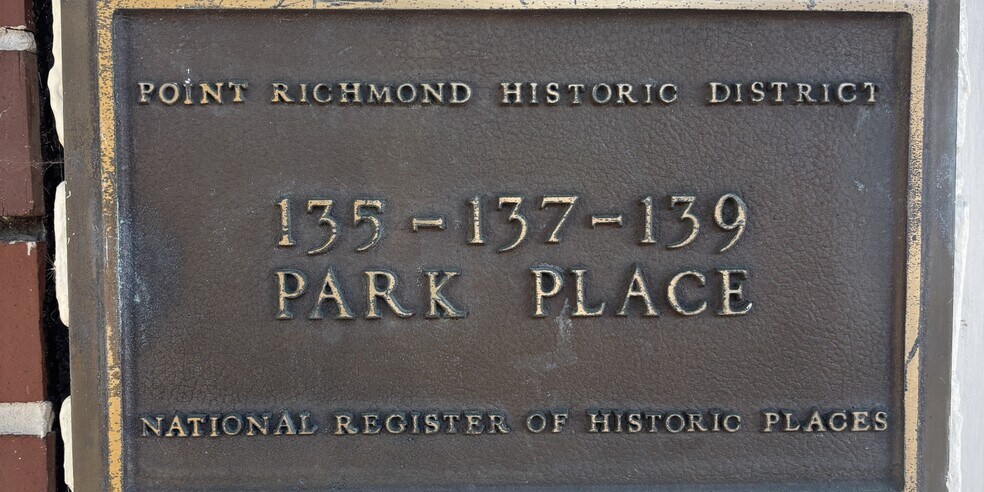 POINT RICHMOND HISTORIC DISTRICT
135-137-139
PARK PLACE
NATIONAL REGISTER OF HISTORIC PLACES